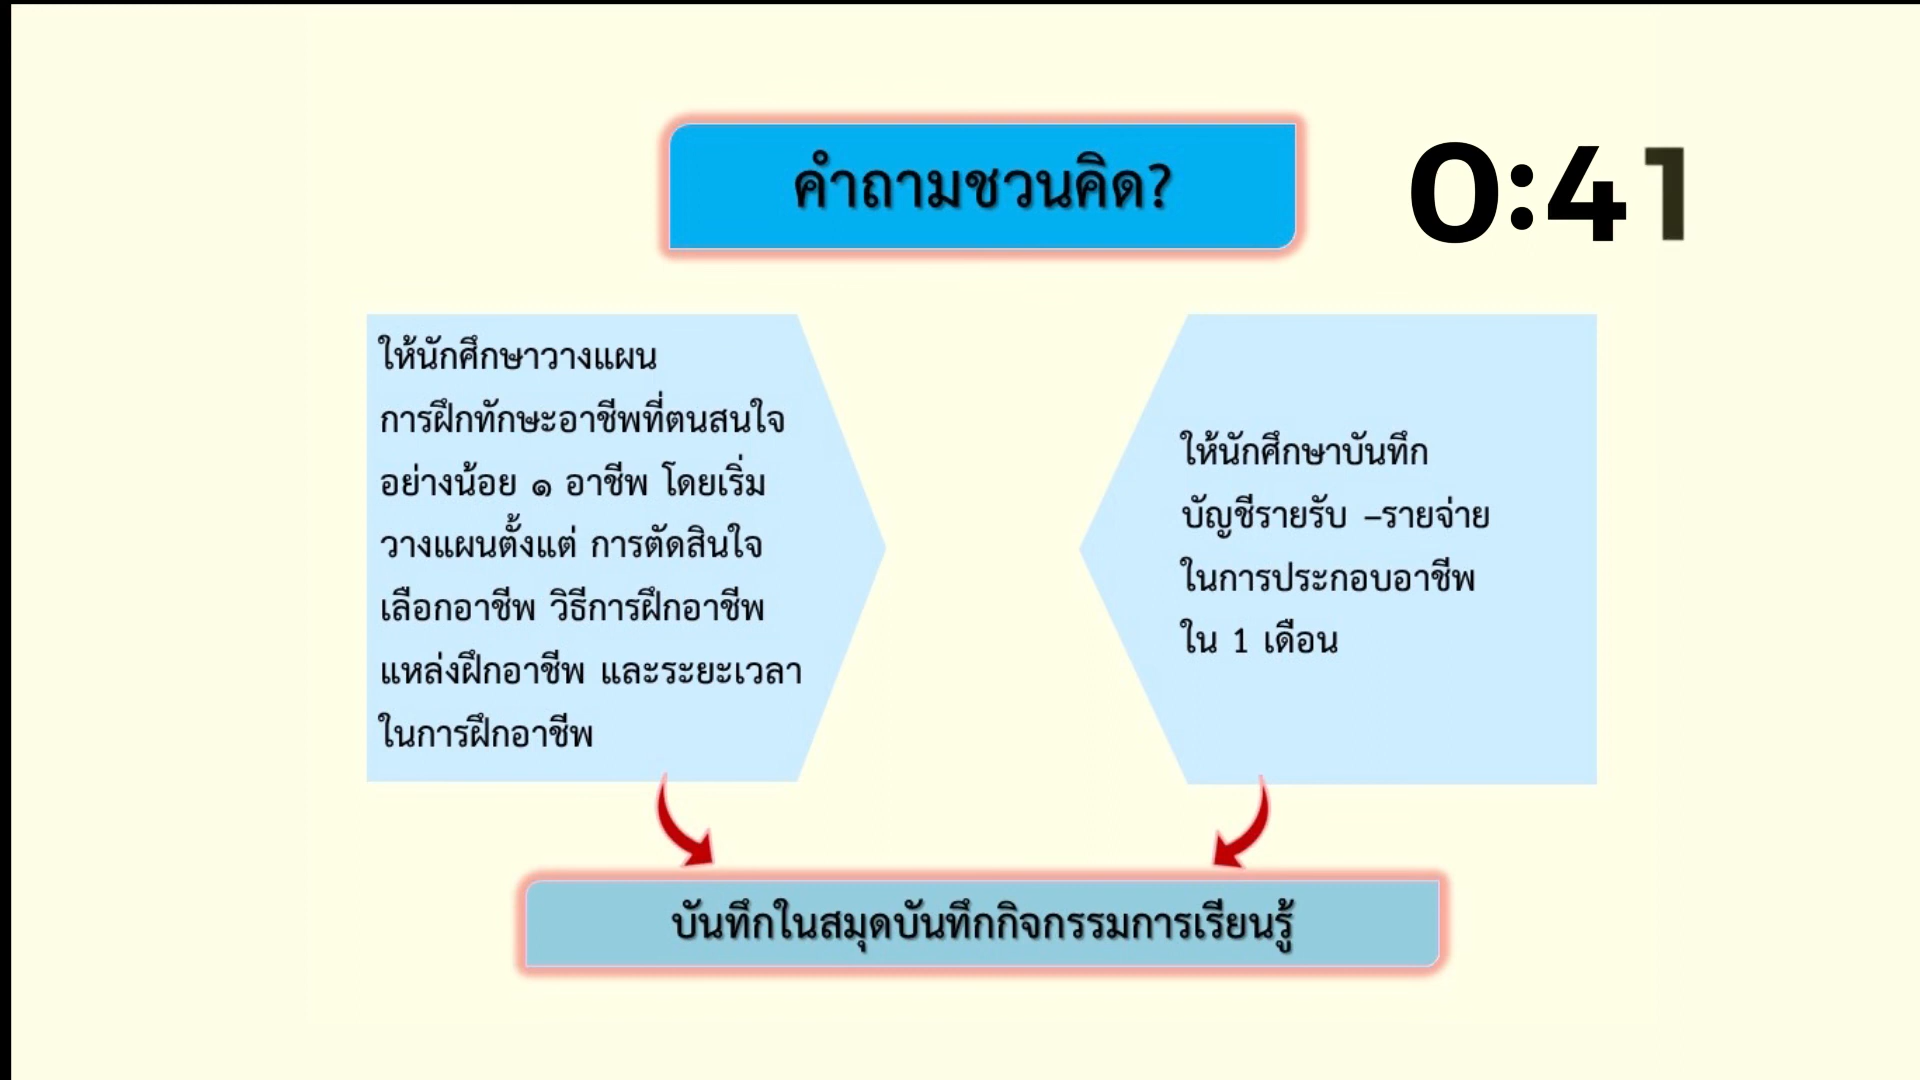 คำถามชวนคิด?
0:41
ให้นักศึกษาวางแผน
การฝึกทักษะอาชีพที่ตนสนใจ
อย่างน้อย ๑ อาชีพ โดยเริ่ม
วางแผนตั้งแต่ การตัดสินใจ
เลือกอาชีพ วิธีการฝึกอาชีพ
แหล่งฝึกอาชีพ และระยะเวลา
ในการฝึกอาชีพ
ให้นักศึกษาบันทึก
บัญชีรายรับ –รายจ่าย
ในการประกอบอาชีพ
ใน 1 เดือน
บันทึกในสมุดบันทึกกิจกรรมการเรียนรู้